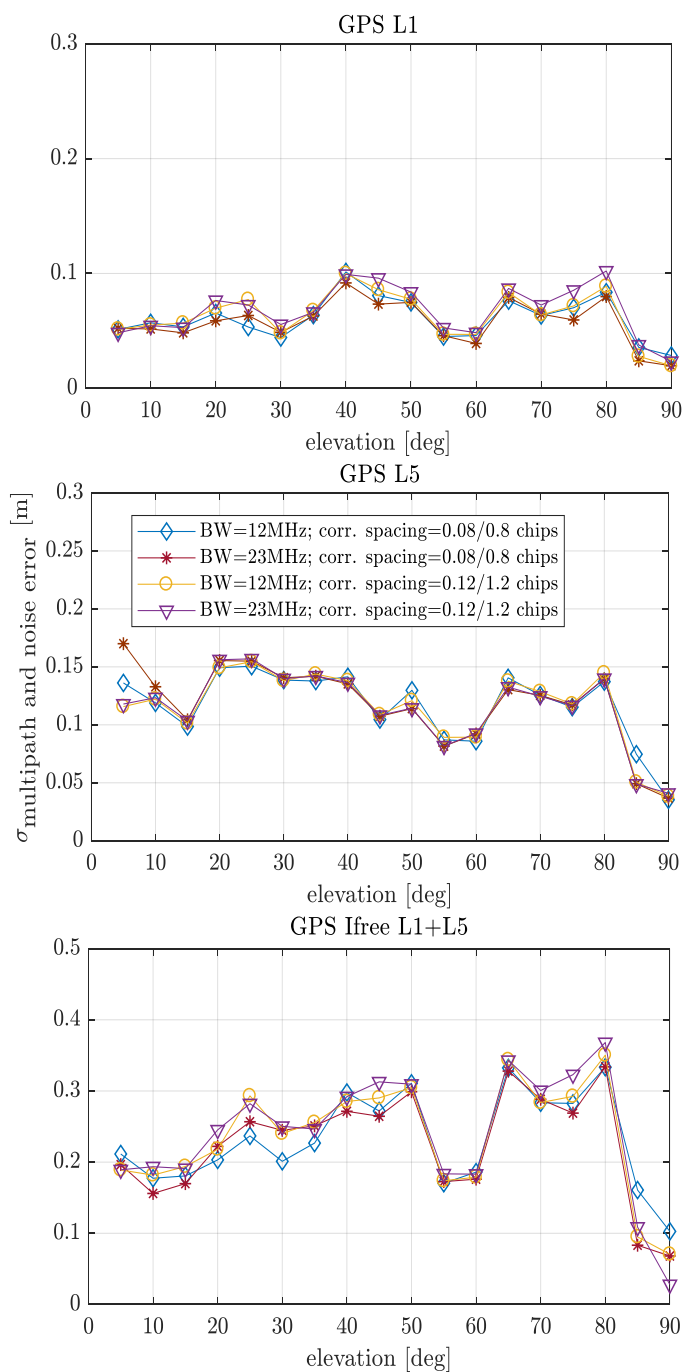 GPS L1
0.3
0.2
0.1
0
0 10 20 30 40 50 60 70 80 90
elevation [deg]
GPS L5
σmultipath and noise error [m]
0.3
0.25
0.2
0.15
0.1
0.05
0
BW=12MHz; corr. spacing=0.08/0.8 chips
BW=23MHz; corr. spacing=0.08/0.8 chips
BW=12MHz; corr. spacing=0.12/1.2 chips
BW=23MHz; corr. spacing=0.12/1.2 chips
0 10 20 30 40 50 60 70 80 90
elevation [deg]
GPS Ifree L1+L5
0.5
0.4
0.3
0.2
0.1
0
0 10 20 30 40 50 60 70 80 90
elevation [deg]